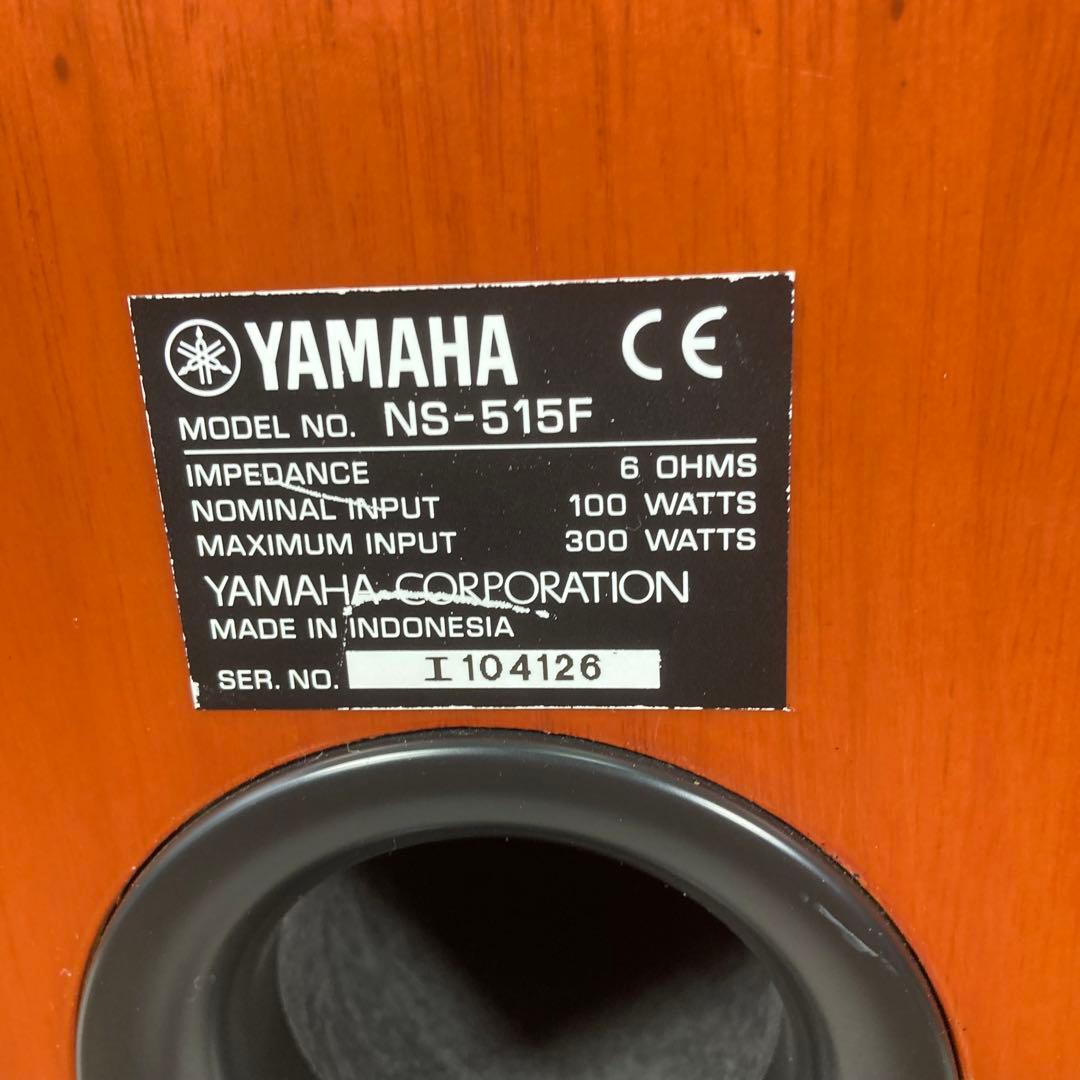 YAMAHA CE
MODEL NO. NS-515F
IMPEDANCE 6 OHMS
NOMINAL INPUT 100 WATTS
MAXIMUM INPUT 300 WATTS
YAMAHA CORPORATION
MADE IN INDONESIA
SER. NO. I104126